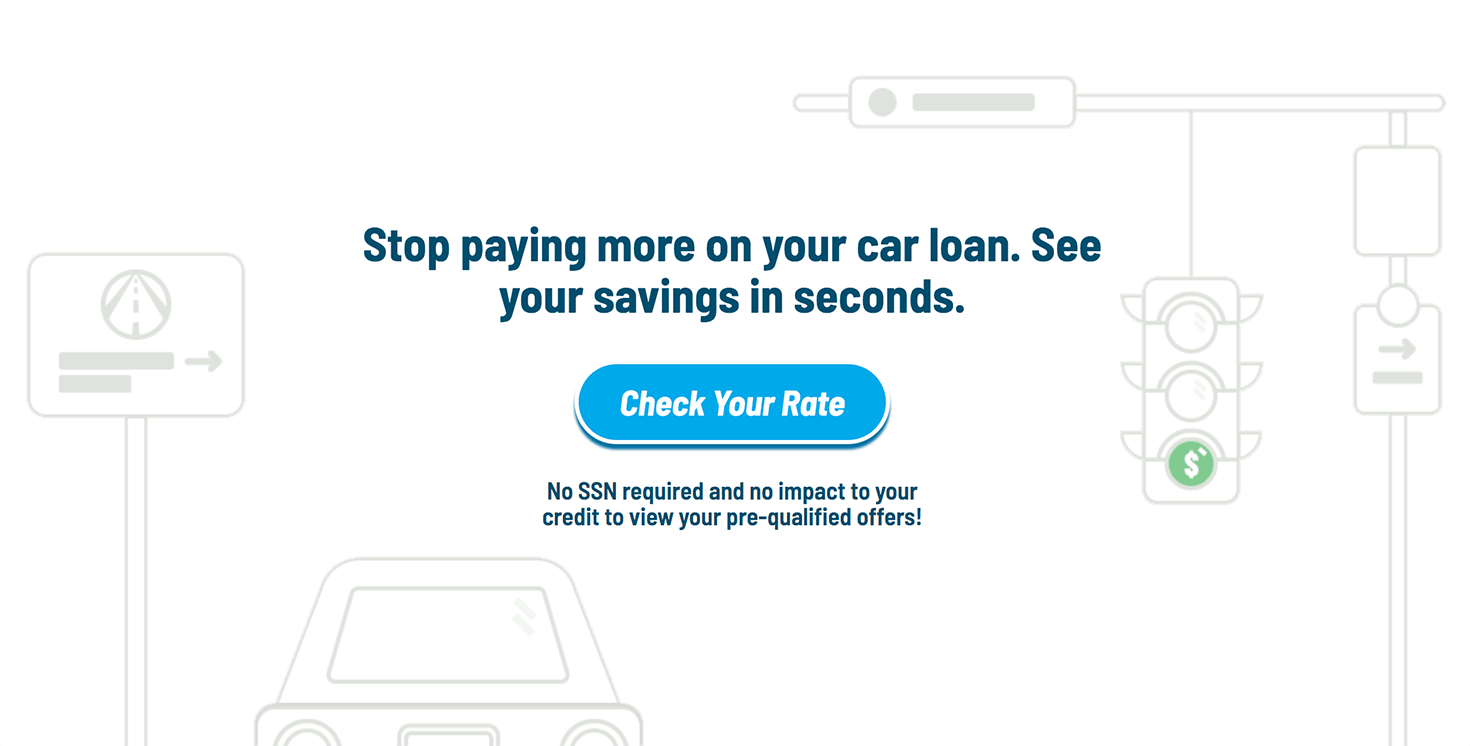 Stop paying more on your car loan. See
your savings in seconds.
Check Your Rate
No SSN required and no impact to your
credit to view your pre-qualified offers!
$